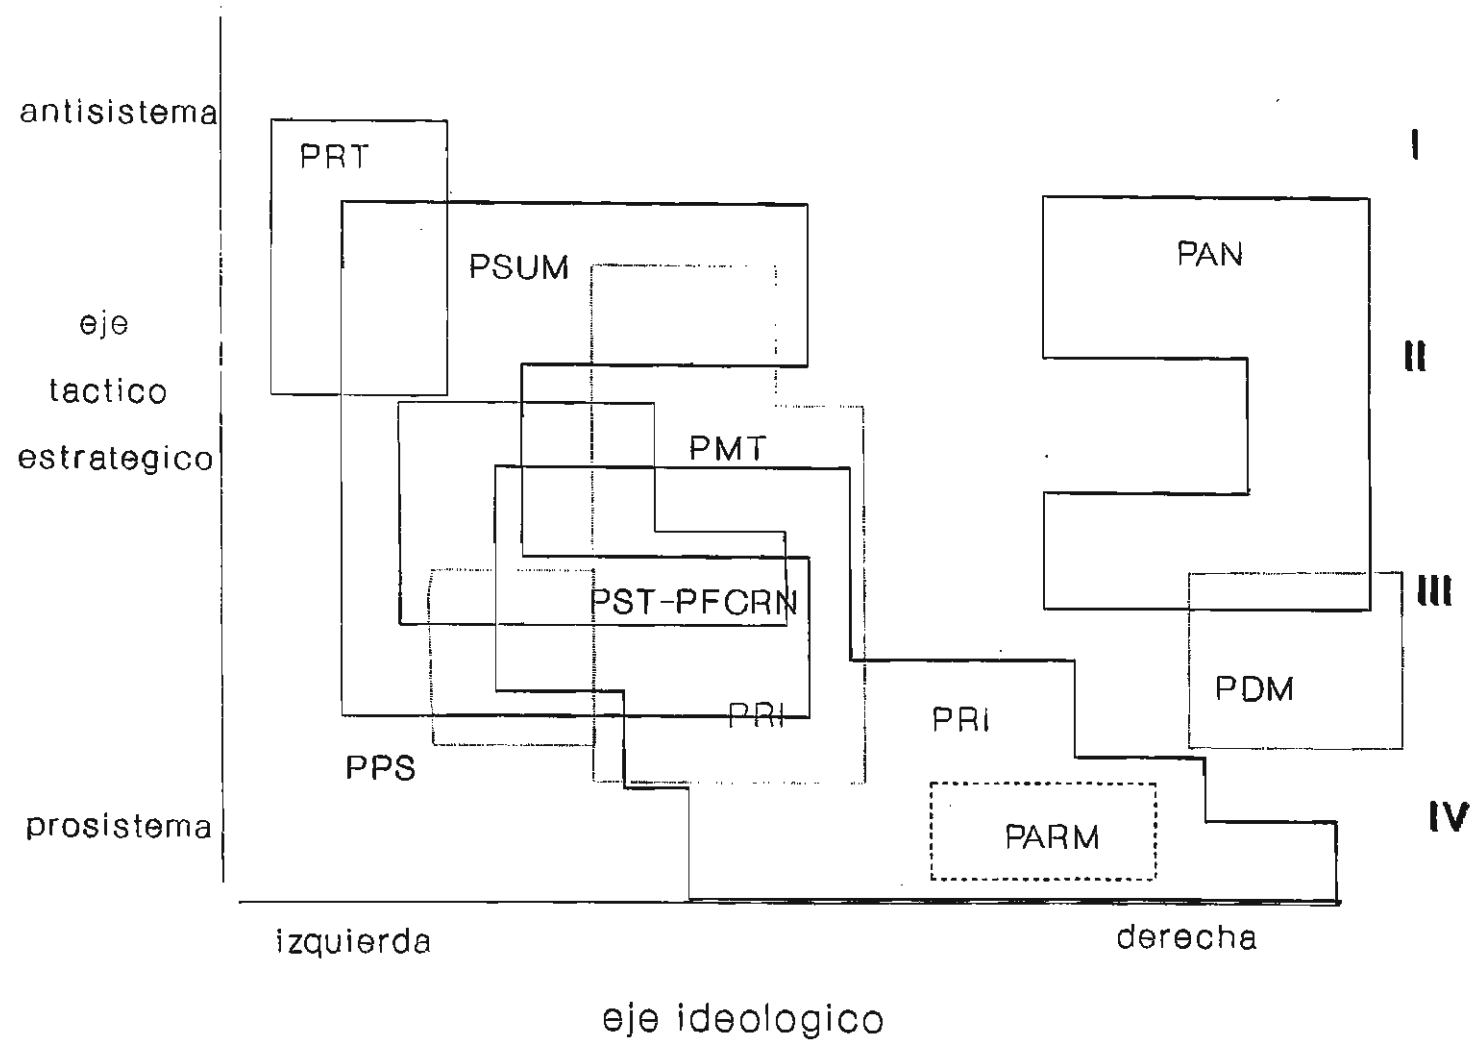 antisistema
I
PRT
PAN
PSUM
eje
II
tactico
PMT
estrategico
III
PST-PFCRN
PDM
PRI
PRI
PPS
IV
prosistema
PARM
izquierda
derecha
eje ideologico